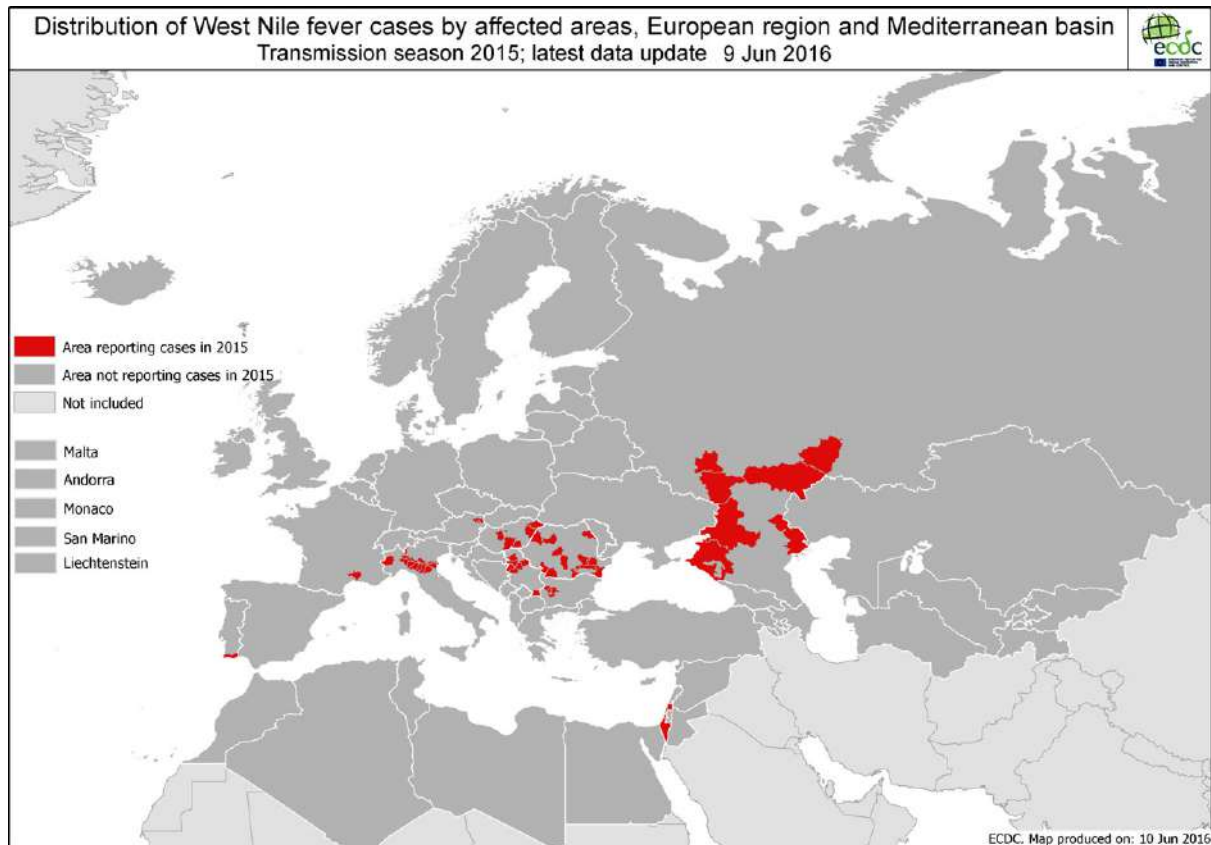 Distribution of West Nile fever cases by affected areas, European region and Mediterranean basin
Transmission season 2015; latest data update 9 Jun 2016
ecdc
Area reporting cases in 2015
Area not reporting cases in 2015
Not included
Malta
Andorra
Monaco
San Marino
Liechtenstein
ECDC. Map produced on: 10 Jun 2016